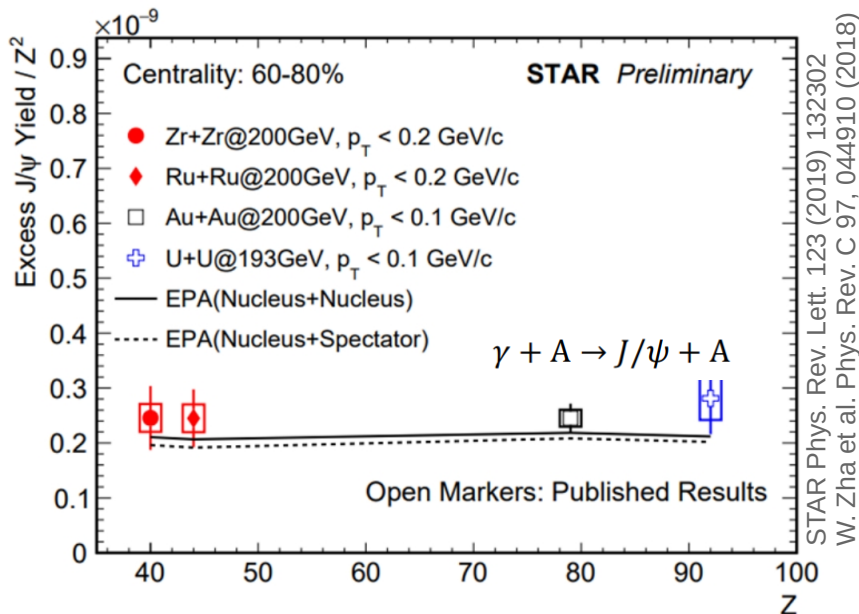 ×10⁻⁹
Excess J/ψ Yield / Z²
0.9
0.8
0.7
0.6
0.5
0.4
0.3
0.2
0.1
0
Centrality: 60-80%
STAR Preliminary
Zr+Zr@200GeV, p_T < 0.2 GeV/c
Ru+Ru@200GeV, p_T < 0.2 GeV/c
Au+Au@200GeV, p_T < 0.1 GeV/c
U+U@193GeV, p_T < 0.1 GeV/c
EPA(Nucleus+Nucleus)
EPA(Nucleus+Spectator)
γ + A → J/ψ + A
Open Markers: Published Results
40 50 60 70 80 90 100
Z
STAR Phys. Rev. Lett. 123 (2019) 132302
W. Zha et al. Phys. Rev. C 97, 044910 (2018)